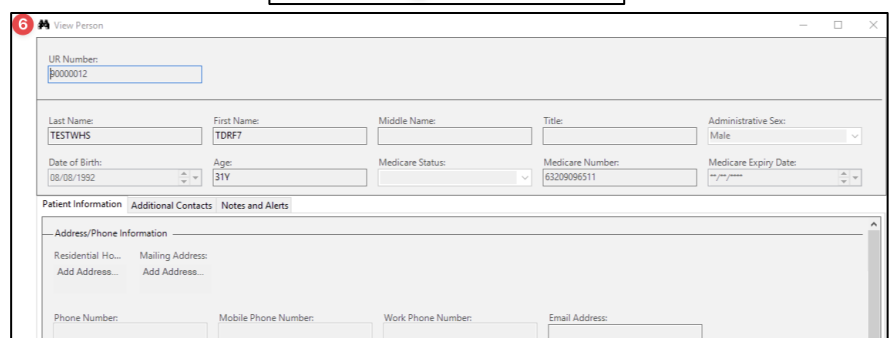 6 View Person
UR Number:
90000012
Last Name: First Name: Middle Name: Title: Administrative Sex:
TESTWHS TDRF7 Male
Date of Birth: Age: Medicare Status: Medicare Number: Medicare Expiry Date:
08/08/1992 31Y 63209096511 **/**/****
Patient Information Additional Contacts Notes and Alerts
Address/Phone Information
Residential Ho... Mailing Address:
Add Address... Add Address...
Phone Number: Mobile Phone Number: Work Phone Number: Email Address: